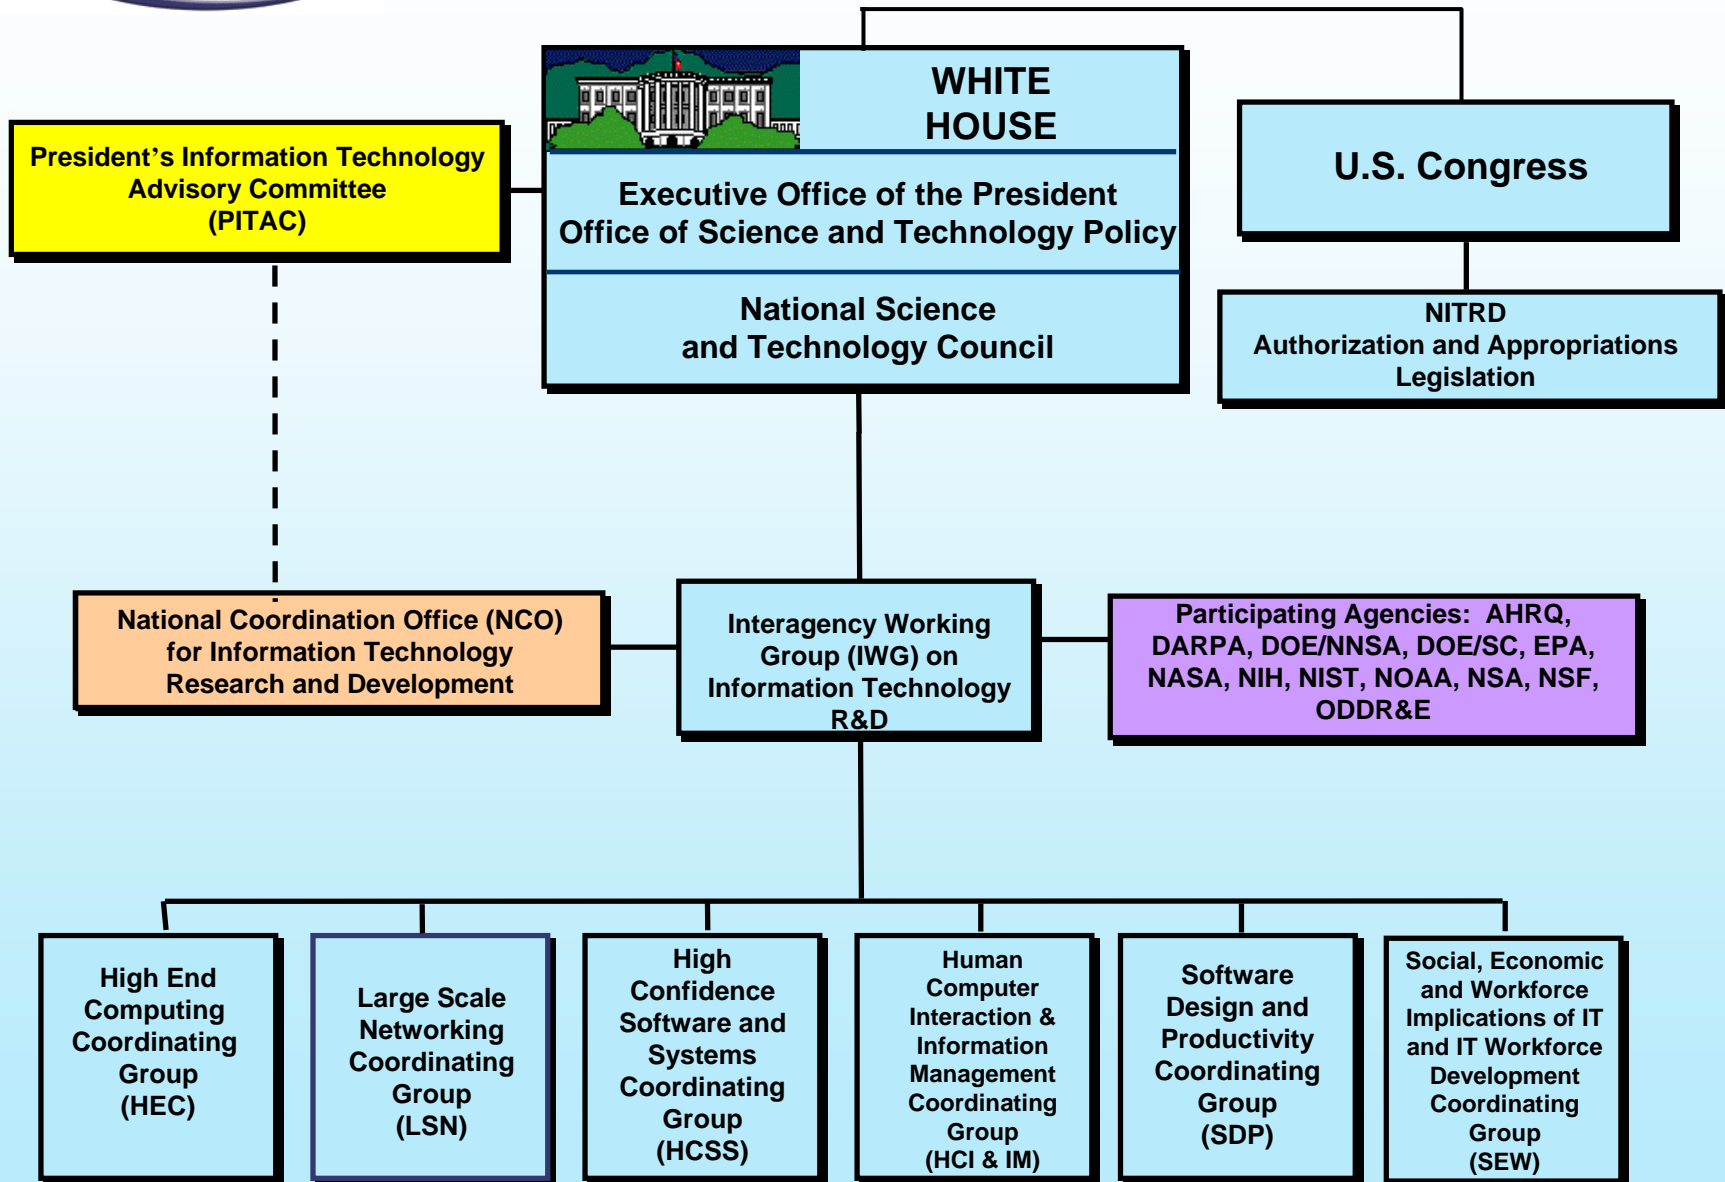 WHITE
HOUSE
Executive Office of the President
Office of Science and Technology Policy
National Science
and Technology Council
President’s Information Technology
Advisory Committee
(PITAC)
U.S. Congress
NITRD
Authorization and Appropriations
Legislation
National Coordination Office (NCO)
for Information Technology
Research and Development
Interagency Working
Group (IWG) on
Information Technology
R&D
Participating Agencies: AHRQ,
DARPA, DOE/NNSA, DOE/SC, EPA,
NASA, NIH, NIST, NOAA, NSA, NSF,
ODDR&E
High End
Computing
Coordinating
Group
(HEC)
Large Scale
Networking
Coordinating
Group
(LSN)
High
Confidence
Software and
Systems
Coordinating
Group
(HCSS)
Human
Computer
Interaction &
Information
Management
Coordinating
Group
(HCI & IM)
Software
Design and
Productivity
Coordinating
Group
(SDP)
Social, Economic
and Workforce
Implications of IT
and IT Workforce
Development
Coordinating
Group
(SEW)